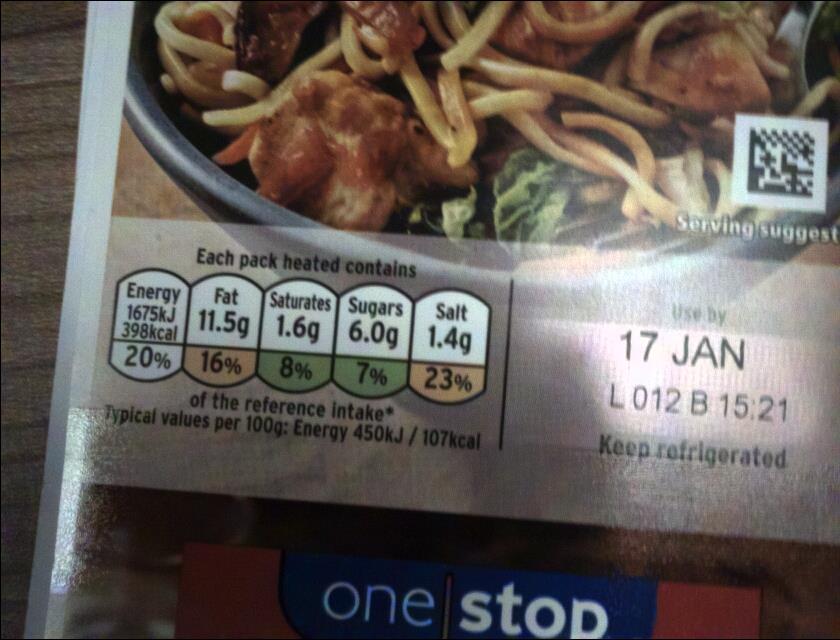 Serving suggest
Each pack heated contains
Energy
1675kJ
398kcal
20%
Fat
11.5g
16%
Saturates
1.6g
8%
Sugars
6.0g
7%
Salt
1.4g
23%
of the reference intake*
Typical values per 100g: Energy 450kJ / 107kcal
Use by
17 JAN
L 012 B 15:21
Keep refrigerated
one stop